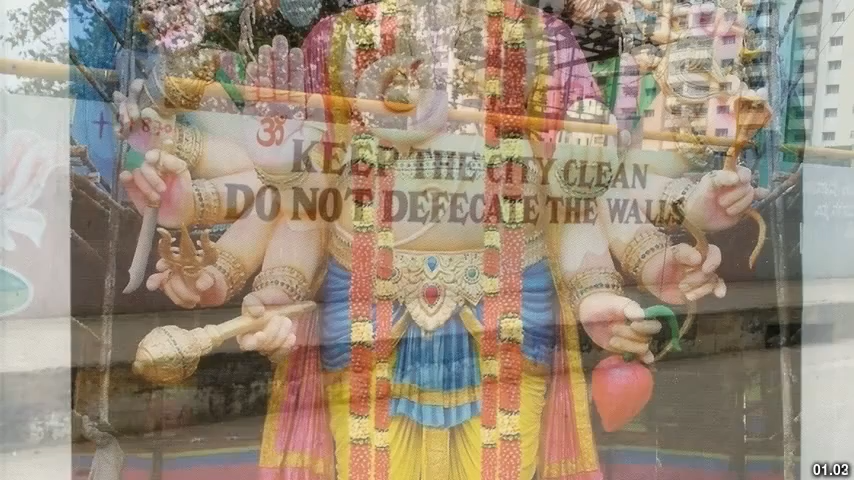 ॐ
KEEP THE CITY CLEAN
DO NOT DEFECATE THE WALLS
01.02